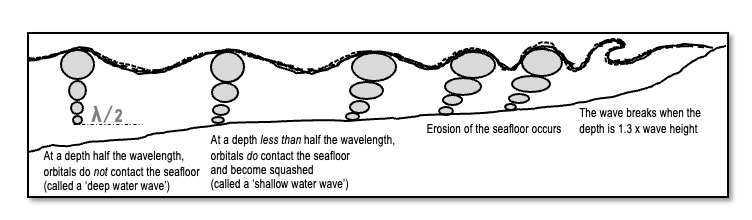 λ/2
At a depth half the wavelength,
orbitals do not contact the seafloor
(called a 'deep water wave')
At a depth less than half the wavelength,
orbitals do contact the seafloor
and become squashed
(called a 'shallow water wave')
Erosion of the seafloor occurs
The wave breaks when the
depth is 1.3 x wave height